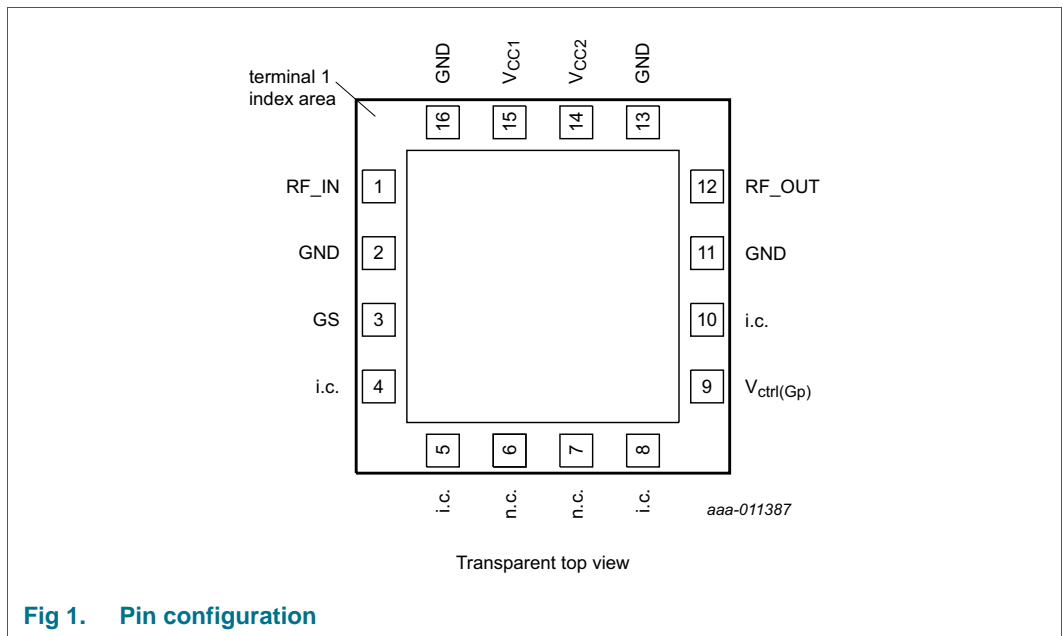 GND VCC1 VCC2 GND
terminal 1
index area
16 15 14 13
RF_IN 1 12 RF_OUT
GND 2 11 GND
GS 3 10 i.c.
i.c. 4 9 Vctrl(Gp)
5 6 7 8
i.c. n.c. n.c. i.c.
aaa-011387
Transparent top view
Fig 1. Pin configuration